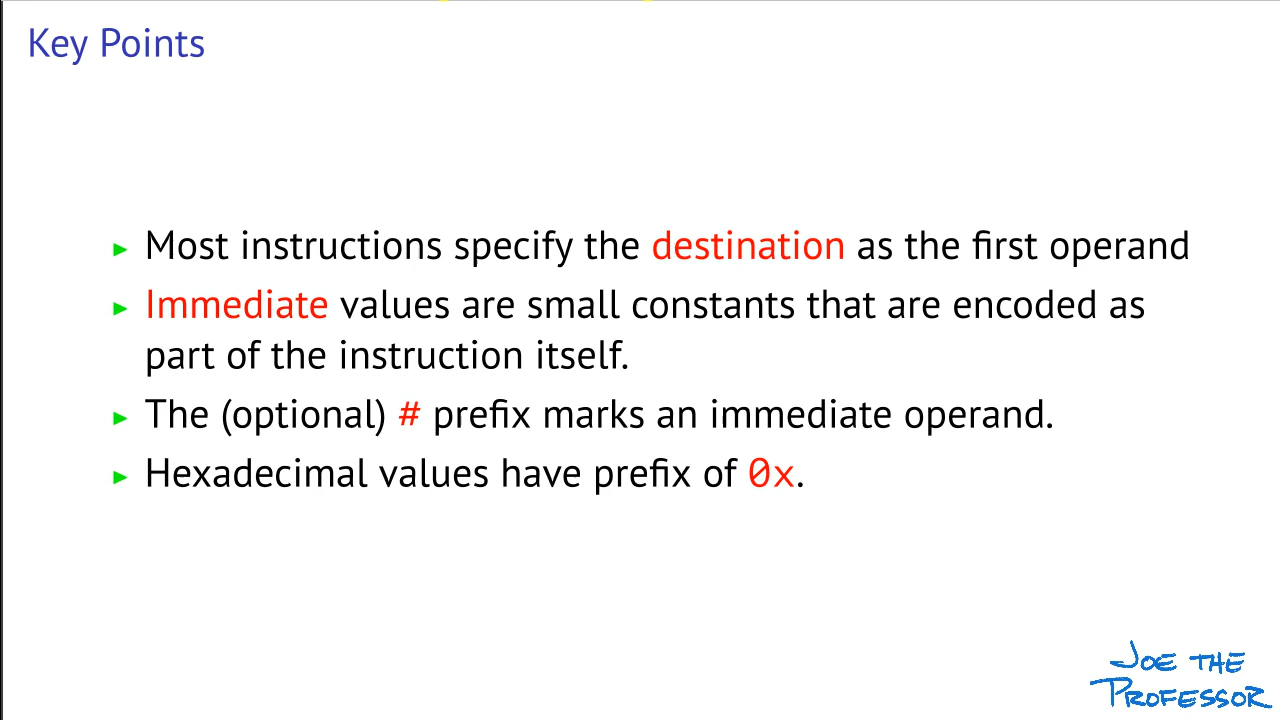 Key Points
Most instructions specify the destination as the first operand
Immediate values are small constants that are encoded as
part of the instruction itself.
The (optional) # prefix marks an immediate operand.
Hexadecimal values have prefix of 0x.
JOE THE
PROFESSOR